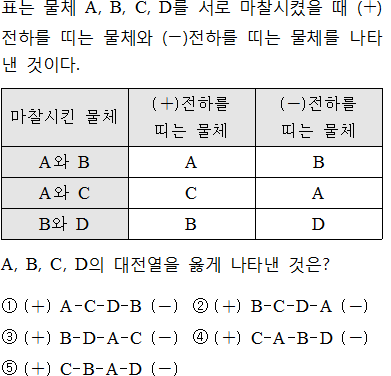 표는 물체 A, B, C, D를 서로 마찰시켰을 때 (+)
전하를 띠는 물체와 (−)전하를 띠는 물체를 나타
낸 것이다.
마찰시킨 물체 (+)전하를 띠는 물체 (−)전하를 띠는 물체
A와 B A B
A와 C C A
B와 D B D
A, B, C, D의 대전열을 옳게 나타낸 것은?
① (+) A-C-D-B (−) ② (+) B-C-D-A (−)
③ (+) B-D-A-C (−) ④ (+) C-A-B-D (−)
⑤ (+) C-B-A-D (−)